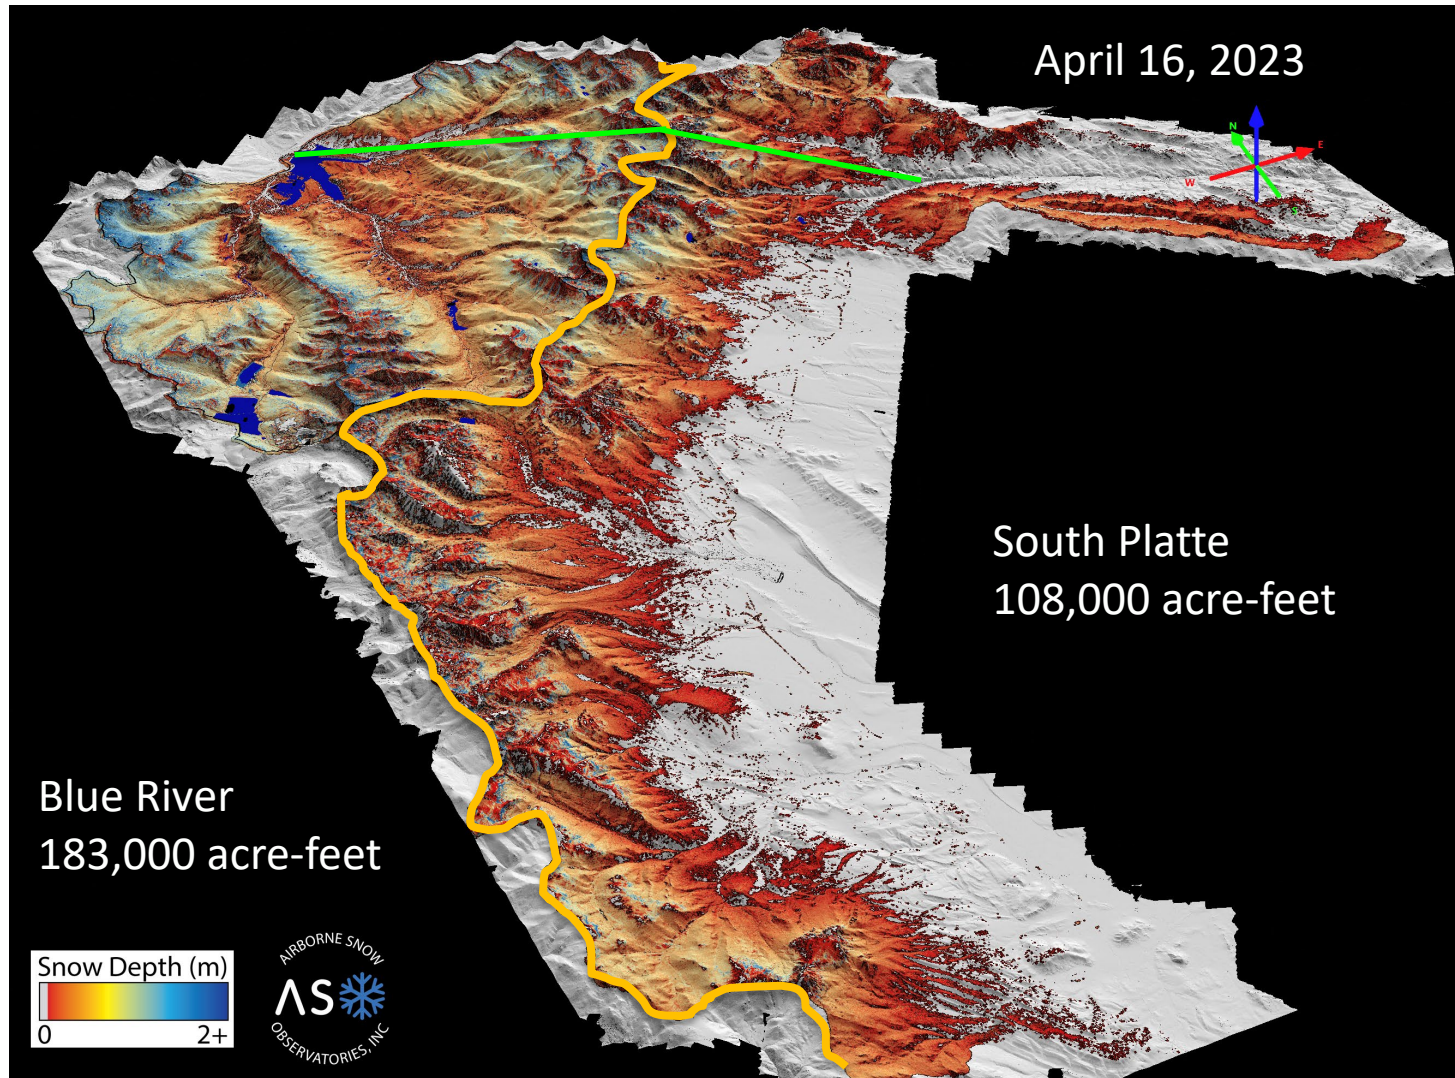 April 16, 2023
N
E
W
S
South Platte
108,000 acre-feet
Blue River
183,000 acre-feet
Snow Depth (m)
0 2+
AIRBORNE SNOW
ASO
OBSERVATORIES, INC